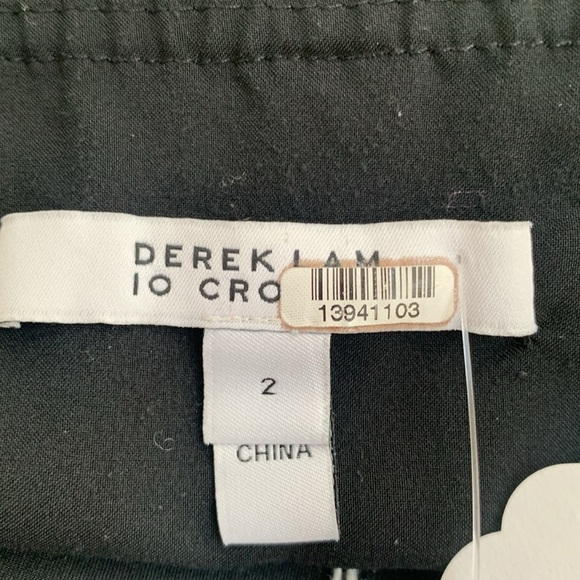 DEREK LAM
10 CRO
13941103
2
CHINA